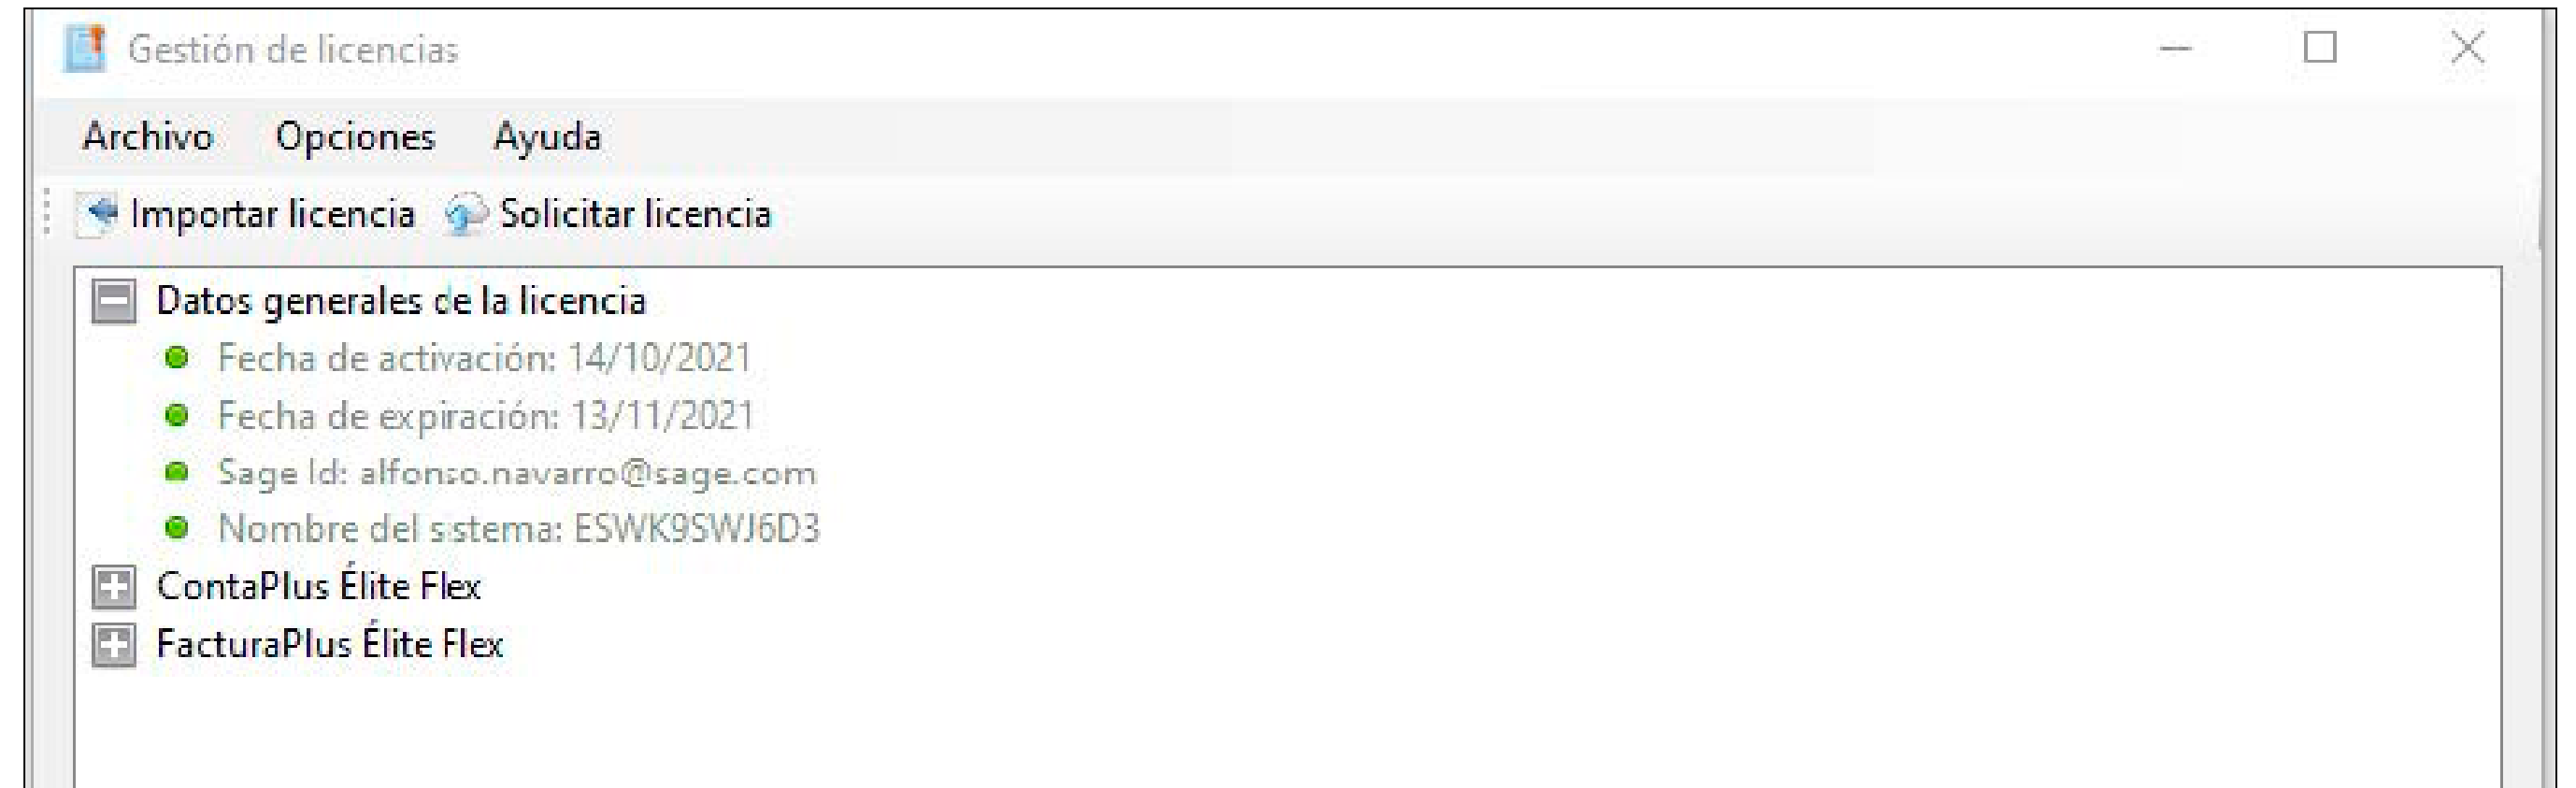 Gestión de licencias
Archivo Opciones Ayuda
Importar licencia Solicitar licencia
Datos generales de la licencia
Fecha de activación: 14/10/2021
Fecha de expiración: 13/11/2021
Sage Id: alfonso.navarro@sage.com
Nombre del sistema: ESWK9SWJ6D3
ContaPlus Élite Flex
FacturaPlus Élite Flex